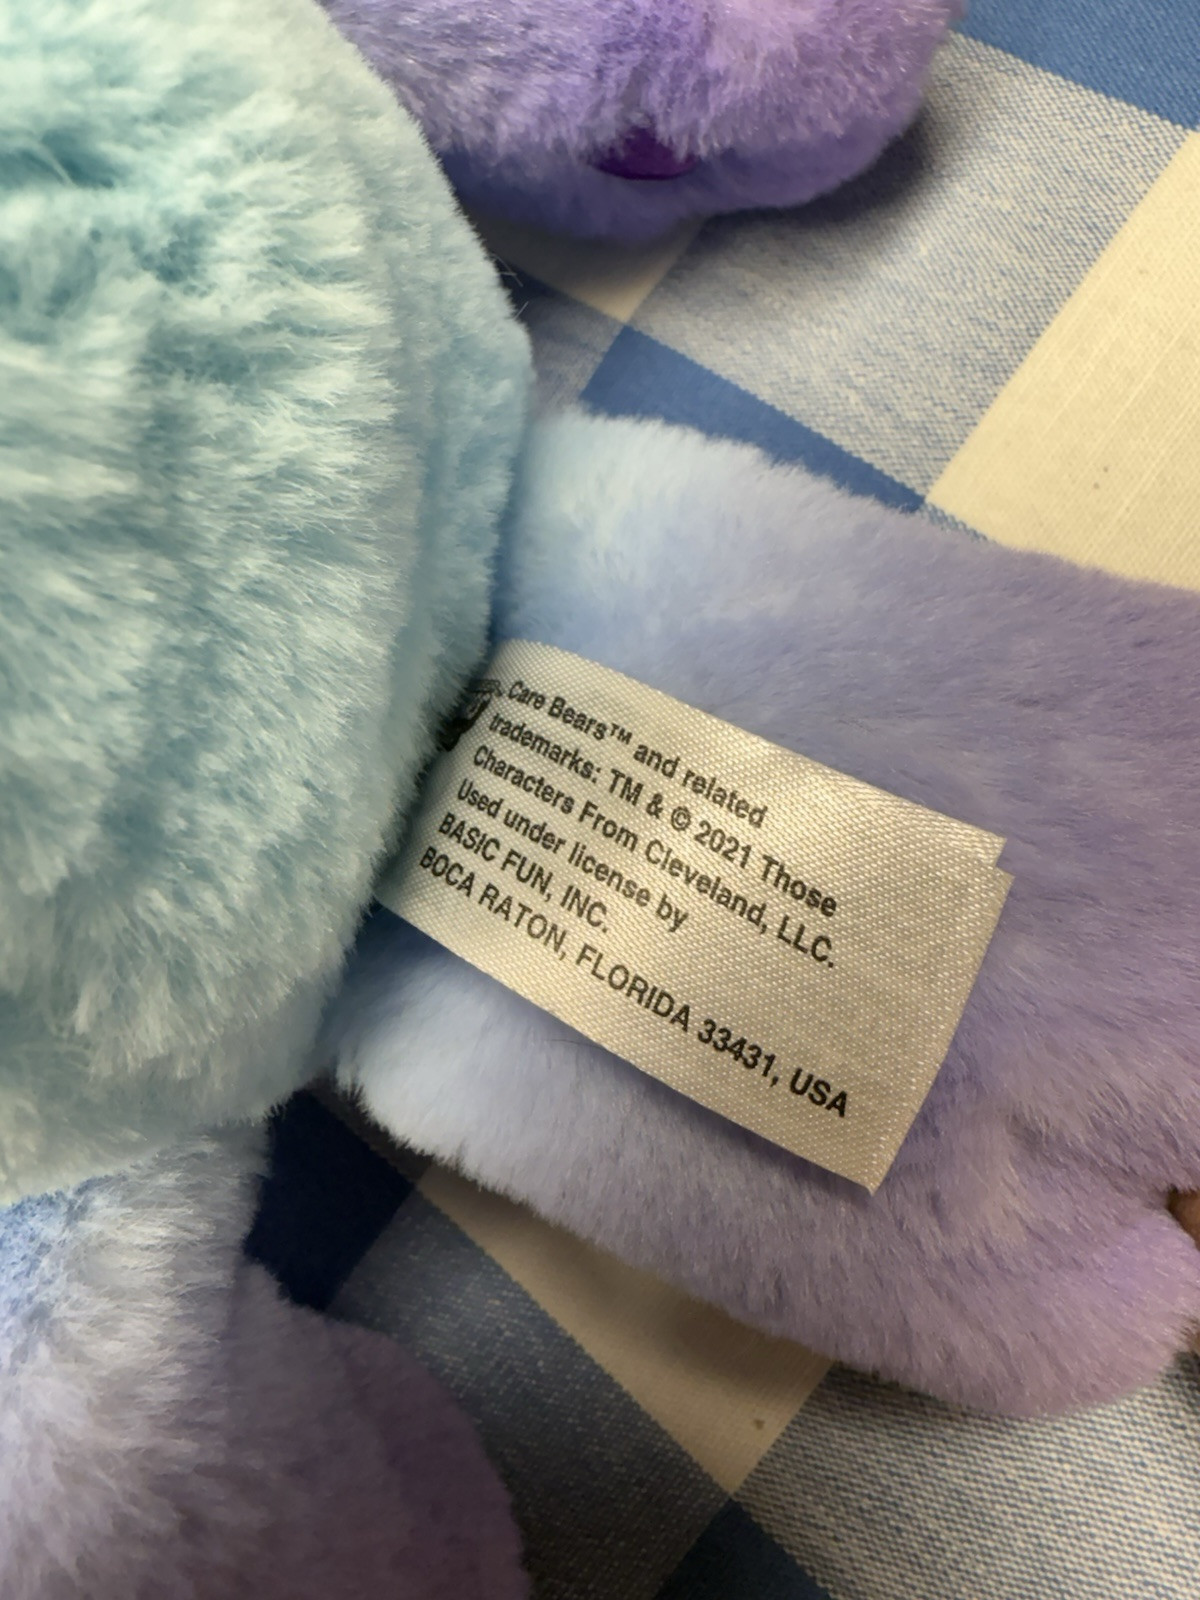 Care Bears™ and related
trademarks: TM & © 2021 Those
Characters From Cleveland, LLC.
Used under license by
BASIC FUN, INC.
BOCA RATON, FLORIDA 33431, USA